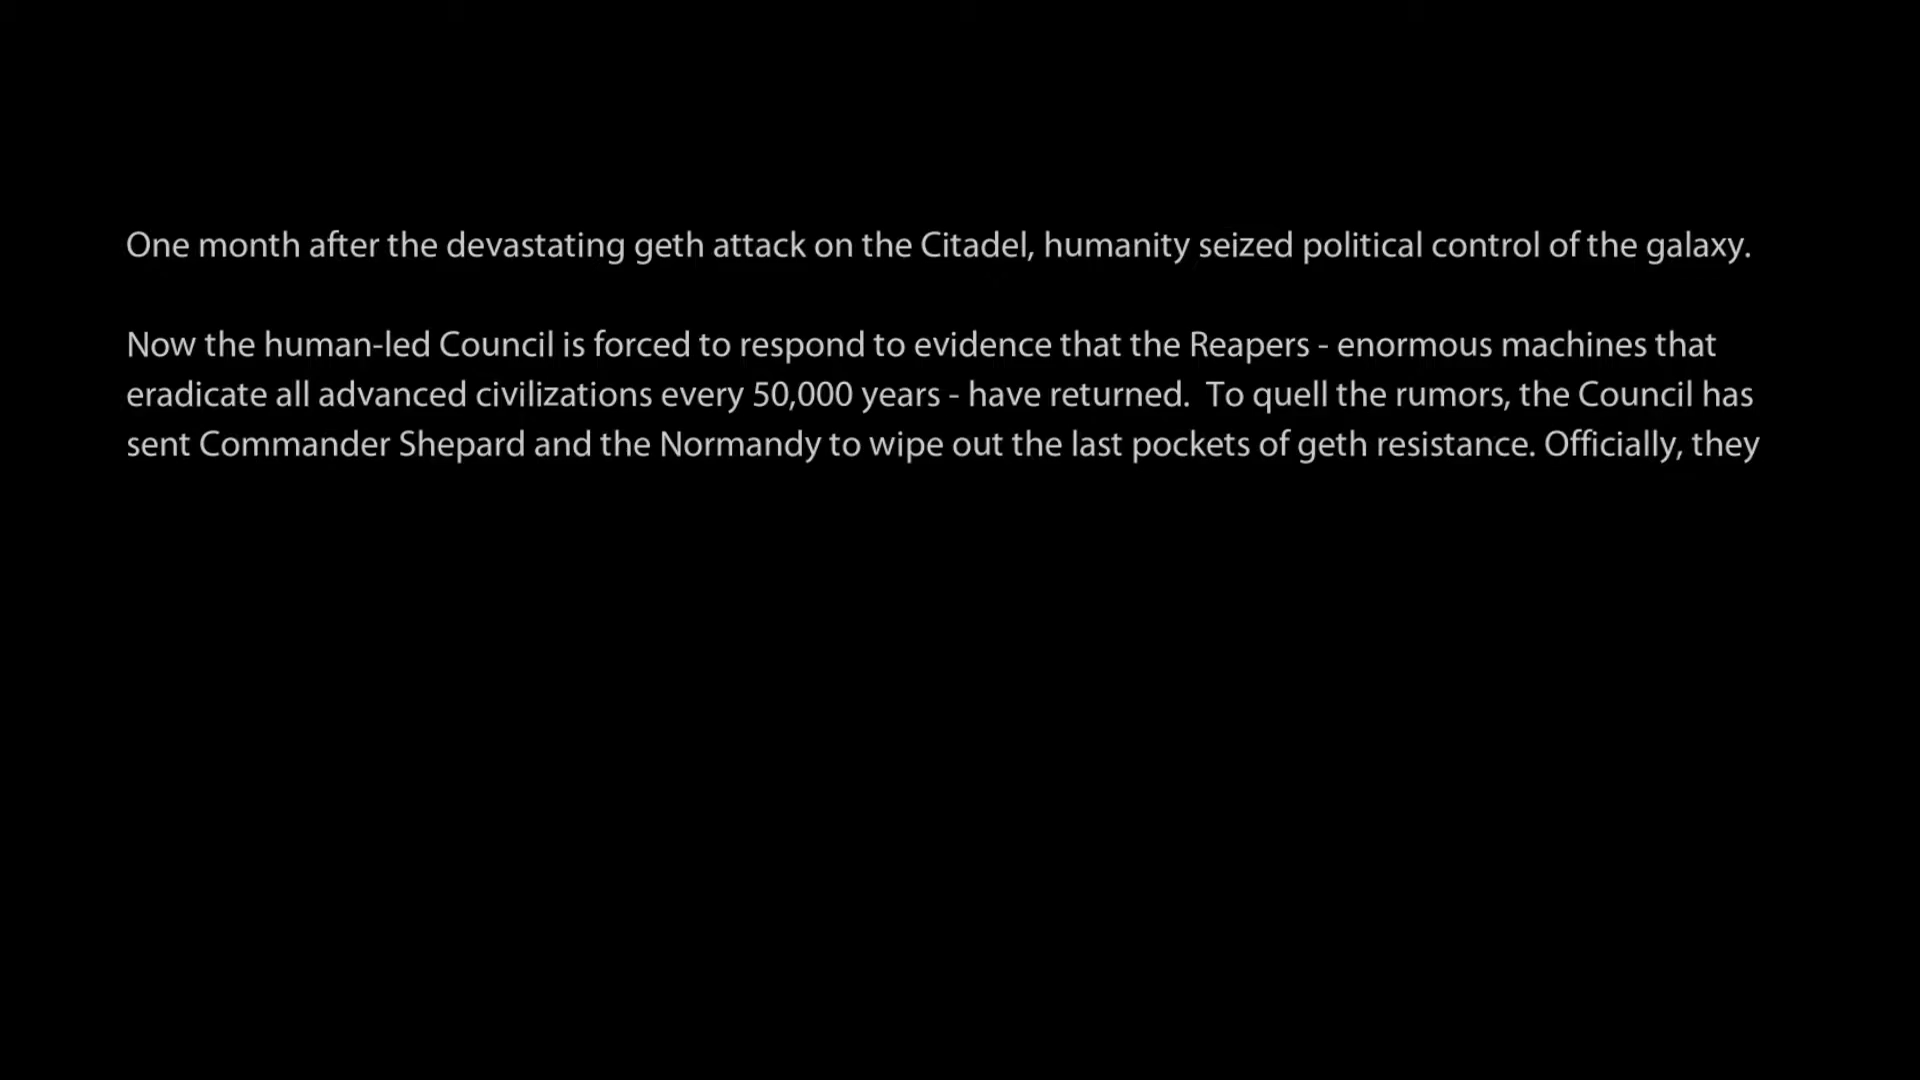 One month after the devastating geth attack on the Citadel, humanity seized political control of the galaxy.
Now the human-led Council is forced to respond to evidence that the Reapers - enormous machines that
eradicate all advanced civilizations every 50,000 years - have returned.  To quell the rumors, the Council has
sent Commander Shepard and the Normandy to wipe out the last pockets of geth resistance. Officially, they